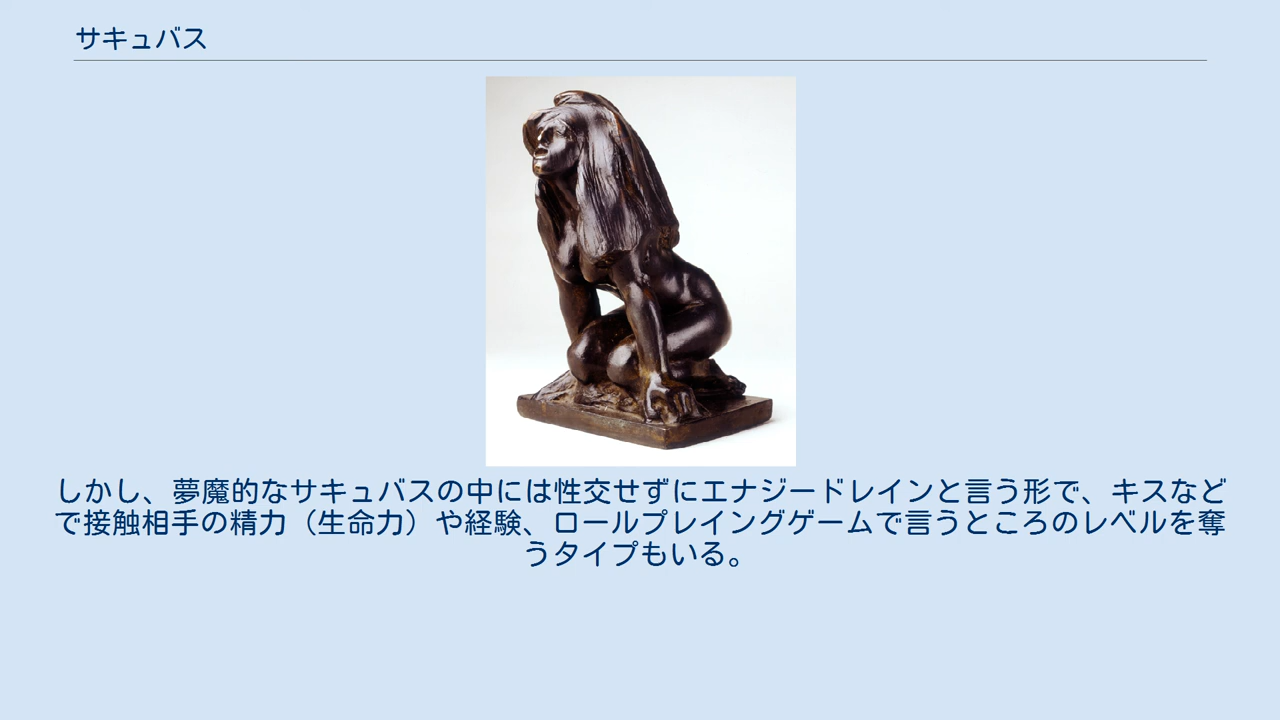 サキュバス
しかし、夢魔的なサキュバスの中には性交せずにエナジードレインと言う形で、キスなど
で接触相手の精力（生命力）や経験、ロールプレイングゲームで言うところのレベルを奪
うタイプもいる。